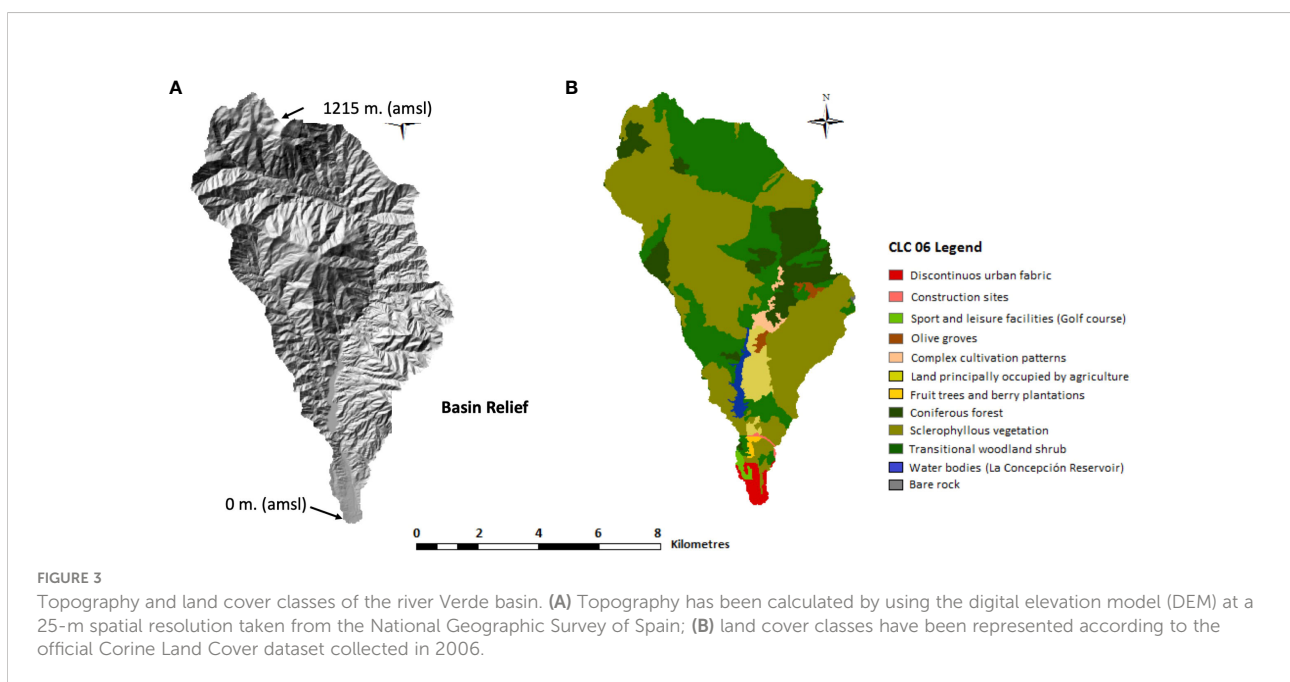 A
1215 m. (amsl)
Basin Relief
0 m. (amsl)
B
N
CLC 06 Legend
Discontinuos urban fabric
Construction sites
Sport and leisure facilities (Golf course)
Olive groves
Complex cultivation patterns
Land principally occupied by agriculture
Fruit trees and berry plantations
Coniferous forest
Sclerophyllous vegetation
Transitional woodland shrub
Water bodies (La Concepción Reservoir)
Bare rock
0 2 4 6 8
Kilometres
FIGURE 3
Topography and land cover classes of the river Verde basin. (A) Topography has been calculated by using the digital elevation model (DEM) at a
25-m spatial resolution taken from the National Geographic Survey of Spain; (B) land cover classes have been represented according to the
official Corine Land Cover dataset collected in 2006.